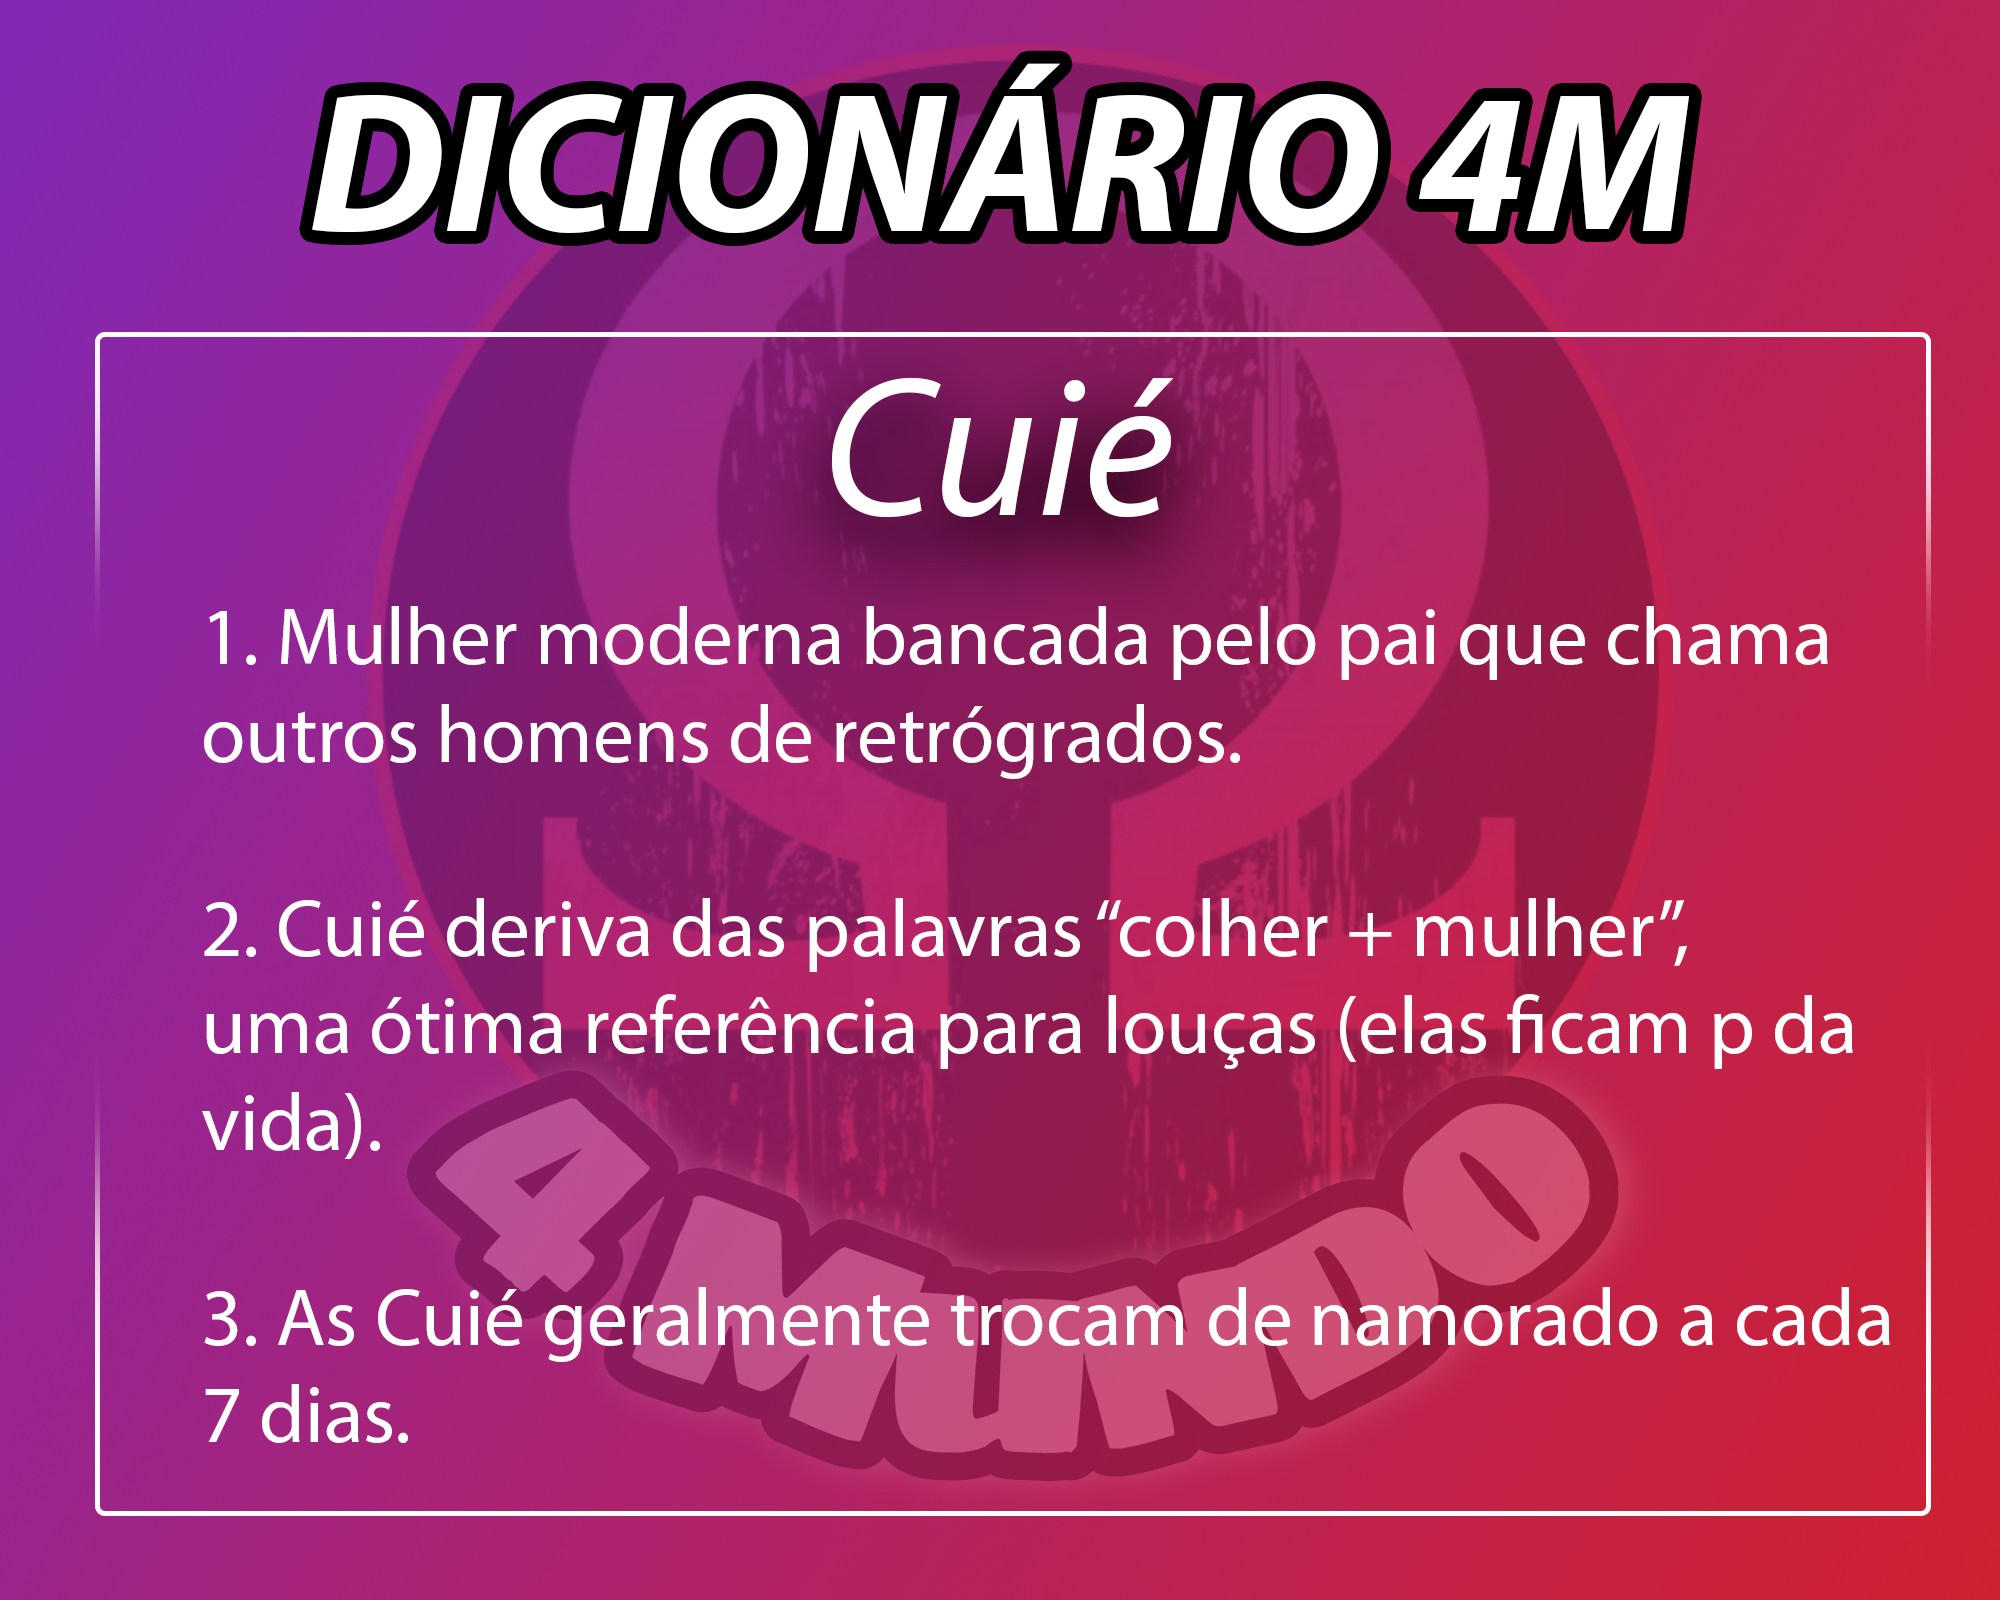 DICIONÁRIO 4M
Cuié
1. Mulher moderna bancada pelo pai que chama
outros homens de retrógrados.
2. Cuié deriva das palavras “colher + mulher”,
uma ótima referência para louças (elas ficam p da
vida).
3. As Cuié geralmente trocam de namorado a cada
7 dias.
4 MUNDO